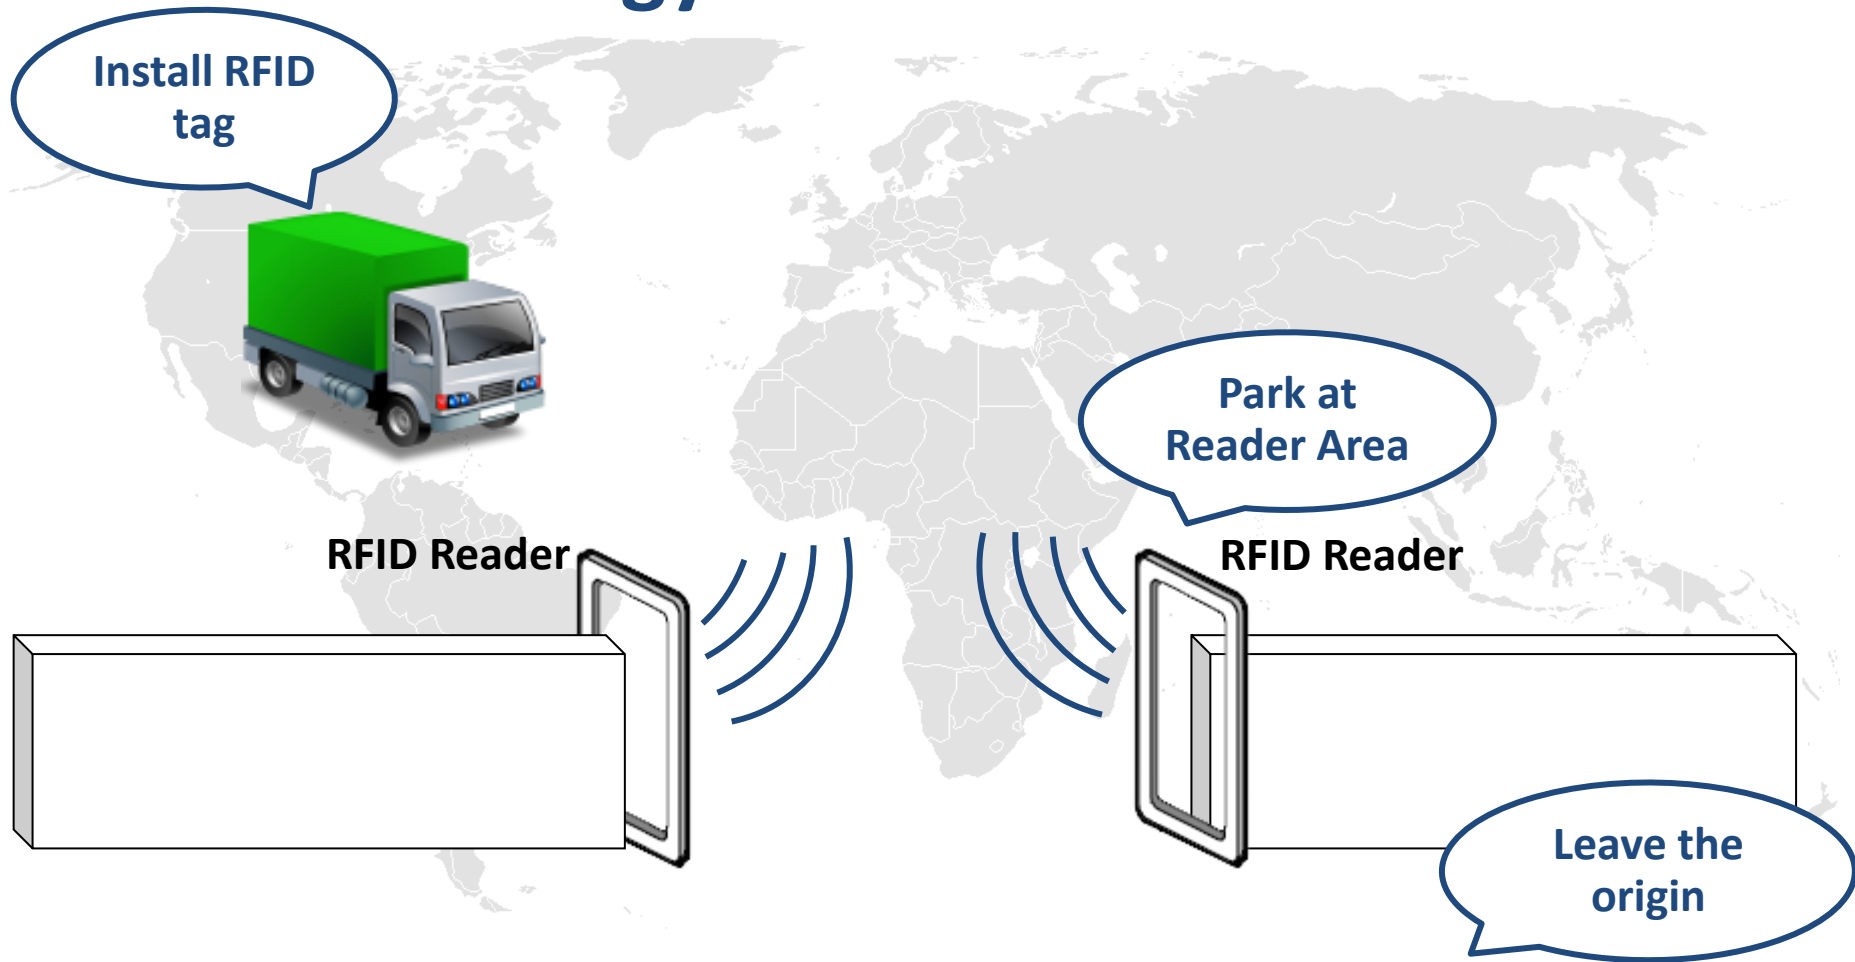 Install RFID
tag
Park at
Reader Area
RFID Reader
RFID Reader
Leave the
origin